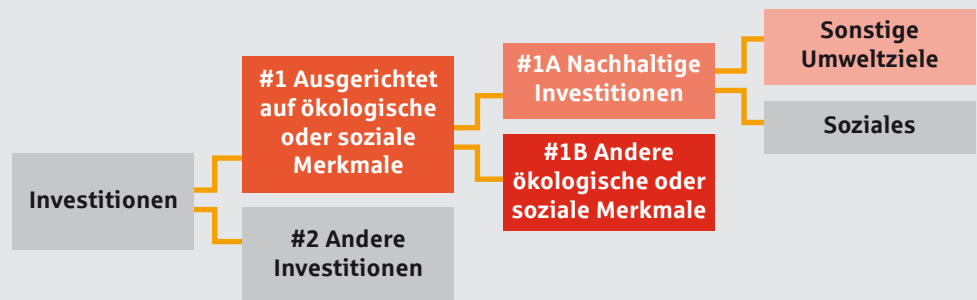 Investitionen
#1 Ausgerichtet
auf ökologische
oder soziale
Merkmale
#2 Andere
Investitionen
#1A Nachhaltige
Investitionen
#1B Andere
ökologische oder
soziale Merkmale
Sonstige
Umweltziele
Soziales